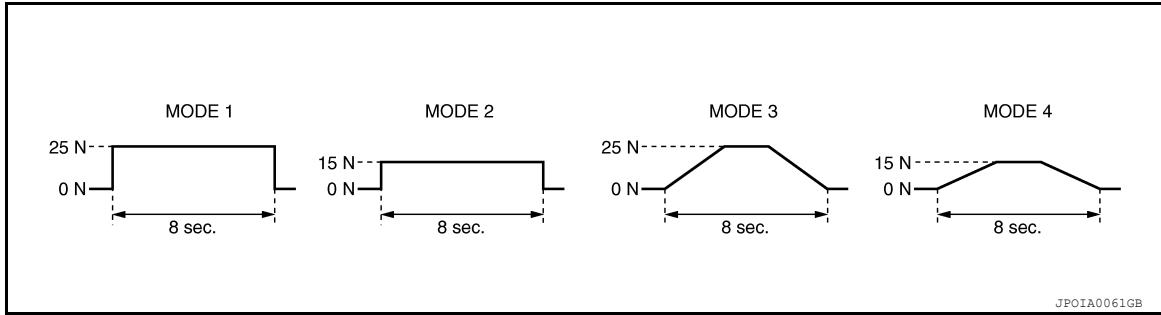 MODE 1
25 N
0 N
8 sec.
MODE 2
15 N
0 N
8 sec.
MODE 3
25 N
0 N
8 sec.
MODE 4
15 N
0 N
8 sec.
JPOIA0061GB